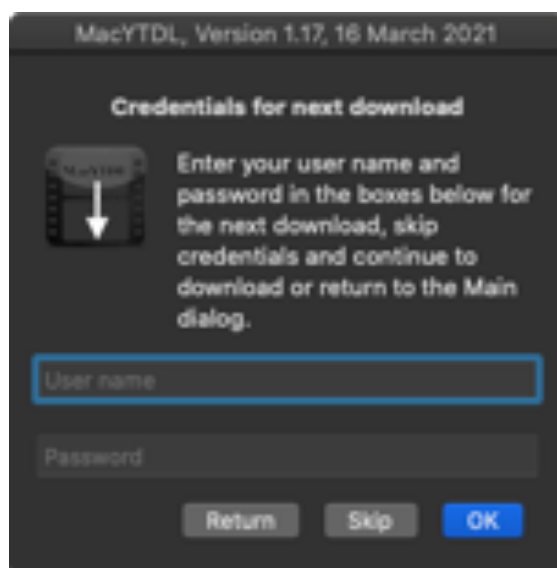 MacYTDL, Version 1.17, 16 March 2021
Credentials for next download
MacYTDL
Enter your user name and
password in the boxes below for
the next download, skip
credentials and continue to
download or return to the Main
dialog.
User name
Password
Return Skip OK